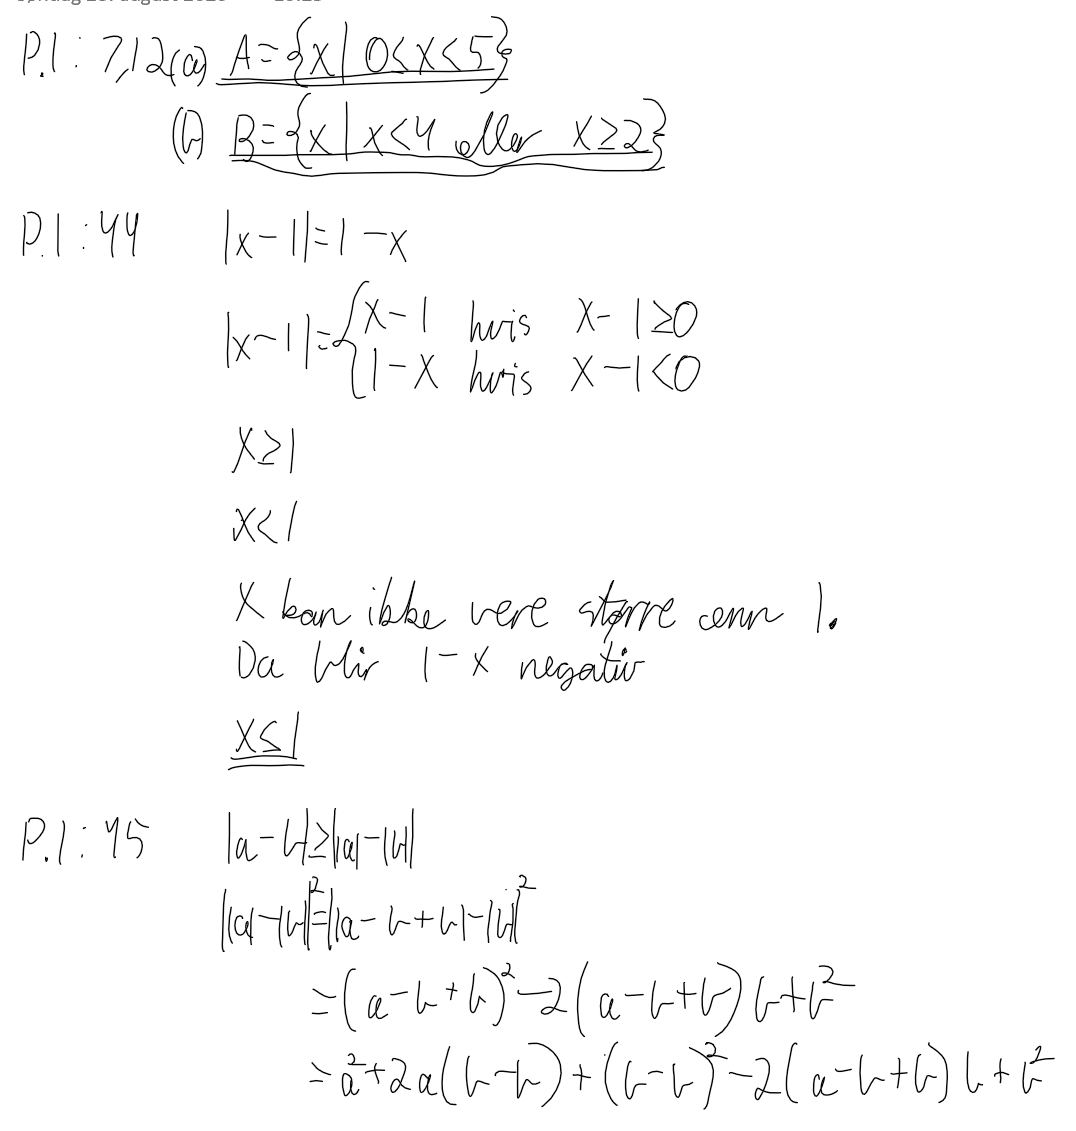 P.1: 7,12(a) A={x| 0<x<5}
(b) B={x|x<4 eller x≥2}
P.1:44 |x-1|=1-x
|x-1|={x-1 hvis x-1≥0
{1-x hvis x-1<0
x≥1
x<1
x kan ikke vere større enn 1.
Da blir 1-x negativ
x≤1
P.1:45 |a-b|≥||a|-|b||
||a|-|b||²=||a-b+b|-|b||²
=(a-b+b)²-2(a-b+b)b+b²
=a²+2a(b-b)+(b-b)²-2(a-b+b)b+b²